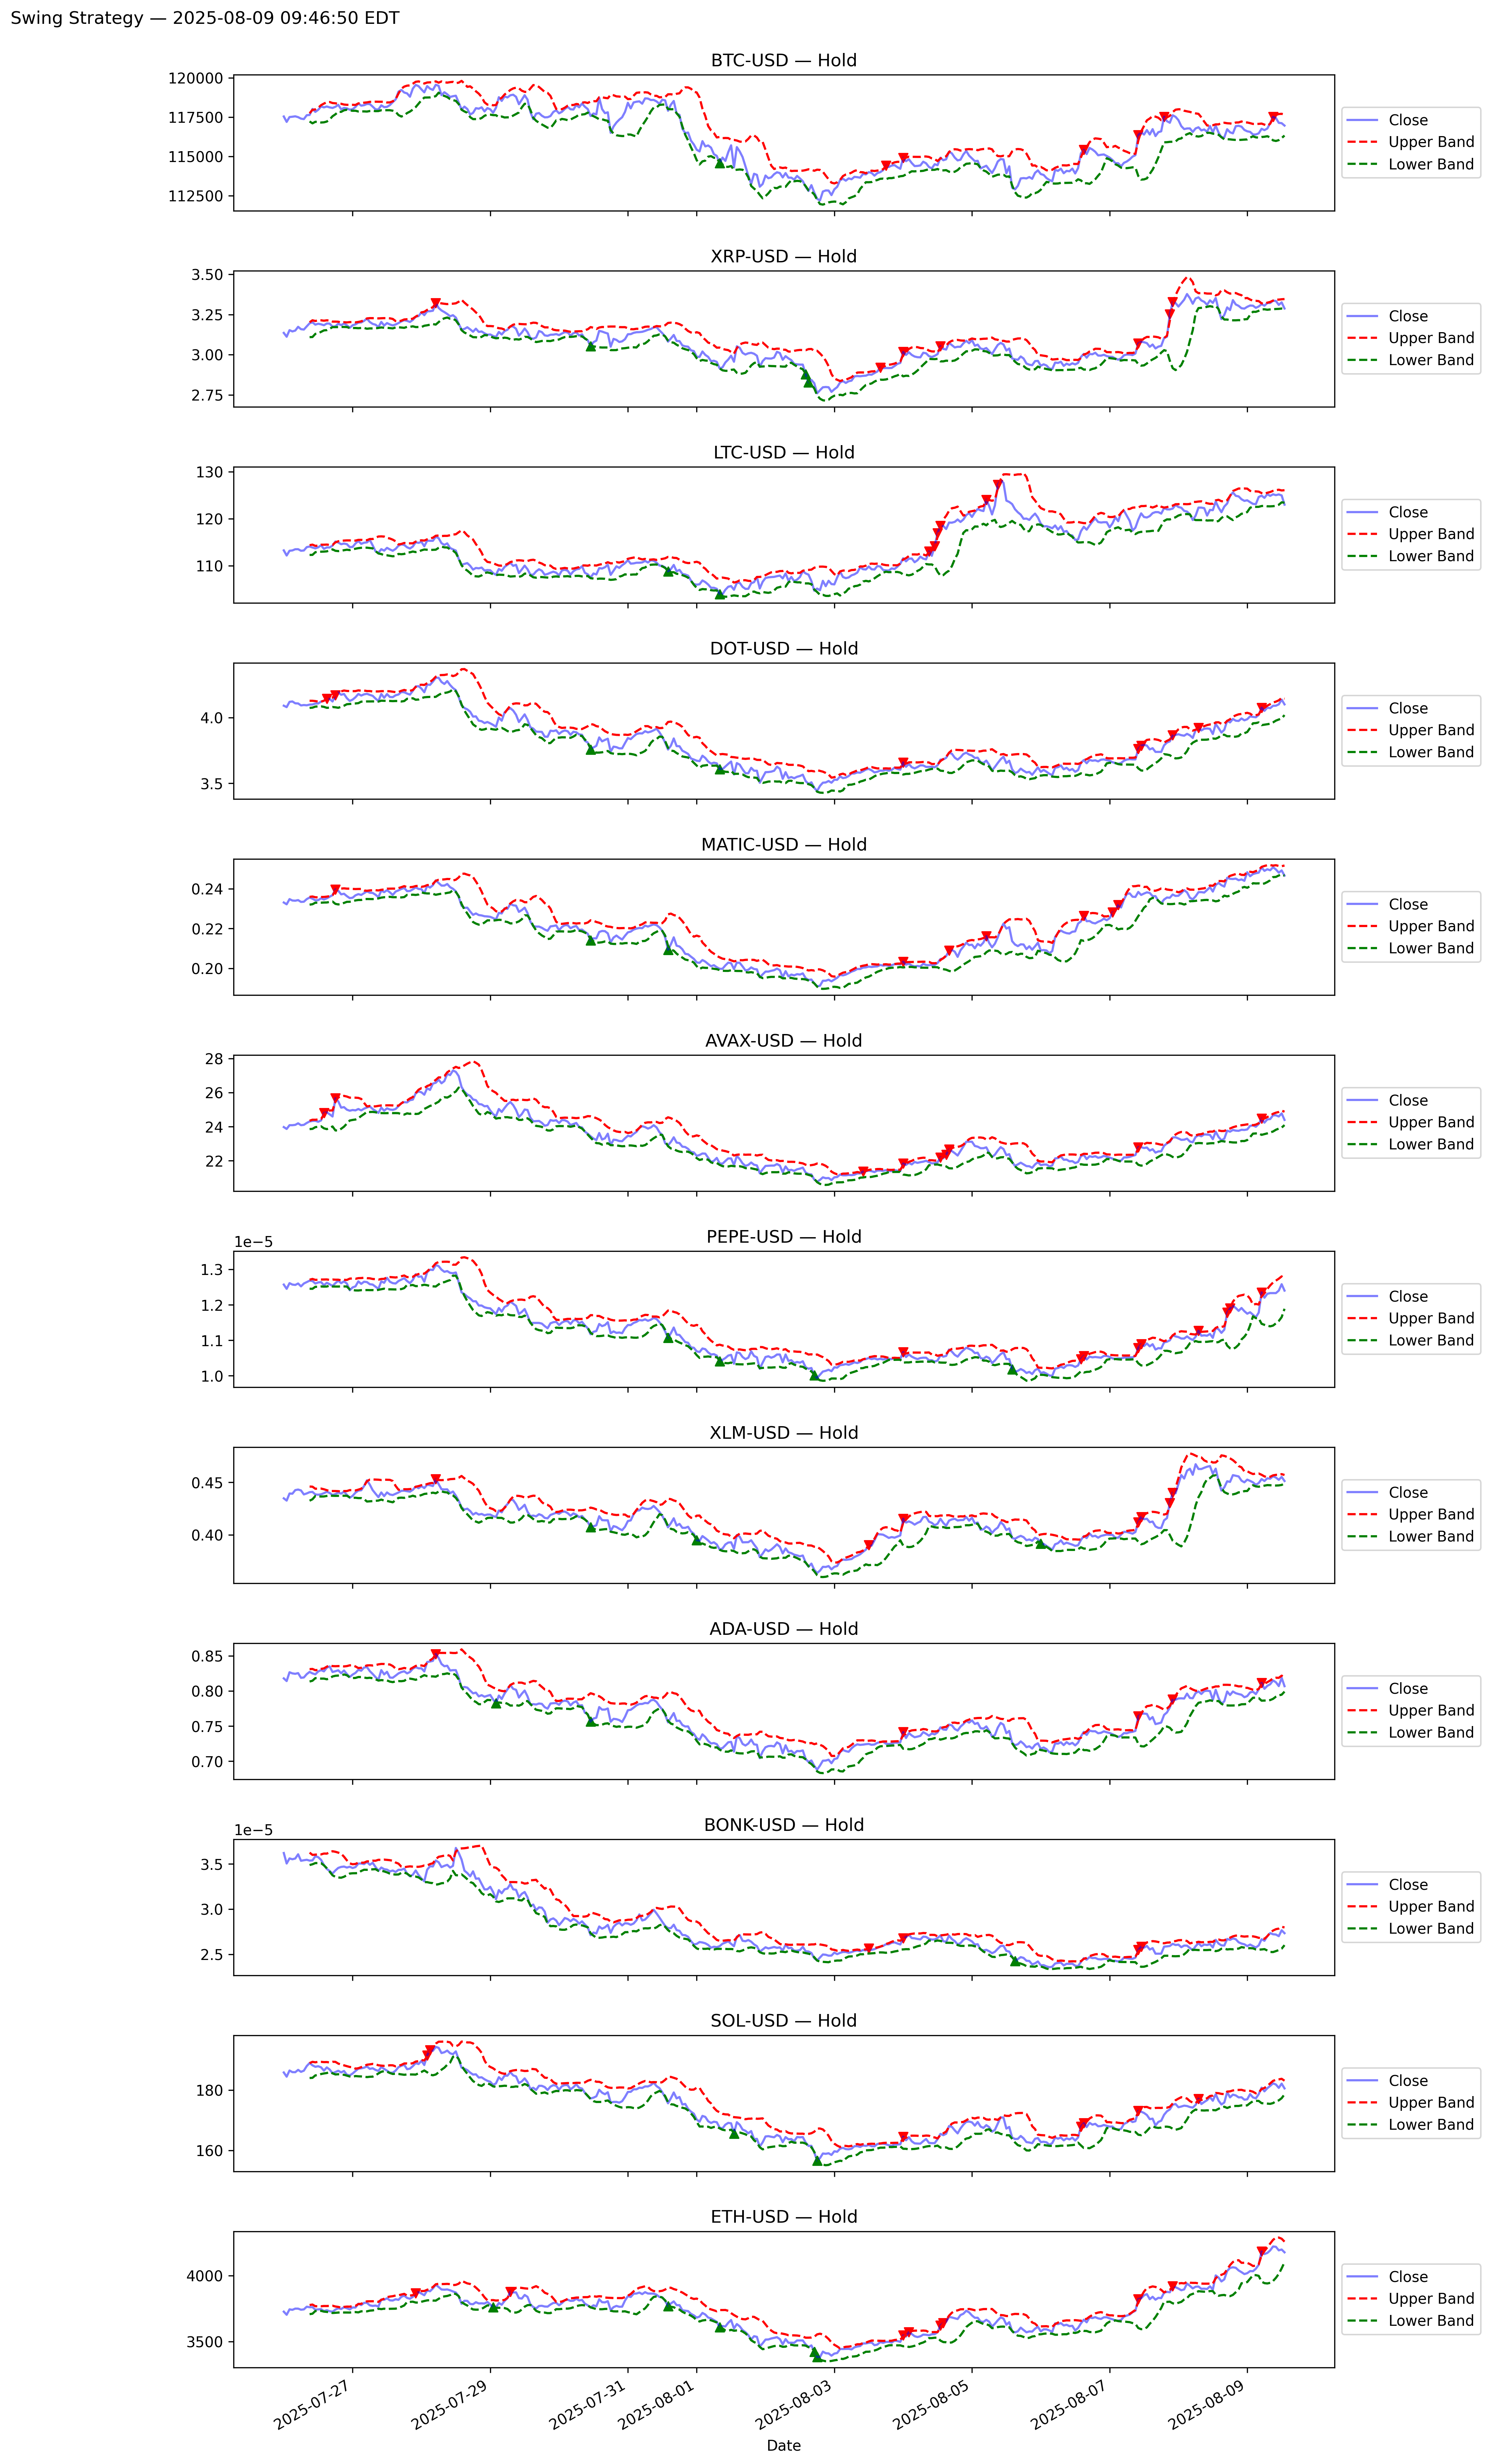 Swing Strategy — 2025-08-09 09:46:50 EDT
BTC-USD — Hold
120000
117500
115000
112500
Close
Upper Band
Lower Band
XRP-USD — Hold
3.50
3.25
3.00
2.75
Close
Upper Band
Lower Band
LTC-USD — Hold
130
120
110
Close
Upper Band
Lower Band
DOT-USD — Hold
4.0
3.5
Close
Upper Band
Lower Band
MATIC-USD — Hold
0.24
0.22
0.20
Close
Upper Band
Lower Band
AVAX-USD — Hold
28
26
24
22
Close
Upper Band
Lower Band
PEPE-USD — Hold
1e−5
1.3
1.2
1.1
1.0
Close
Upper Band
Lower Band
XLM-USD — Hold
0.45
0.40
Close
Upper Band
Lower Band
ADA-USD — Hold
0.85
0.80
0.75
0.70
Close
Upper Band
Lower Band
BONK-USD — Hold
1e−5
3.5
3.0
2.5
Close
Upper Band
Lower Band
SOL-USD — Hold
180
160
Close
Upper Band
Lower Band
ETH-USD — Hold
4000
3500
Close
Upper Band
Lower Band
2025-07-27
2025-07-29
2025-07-31
2025-08-01
2025-08-03
2025-08-05
2025-08-07
2025-08-09
Date